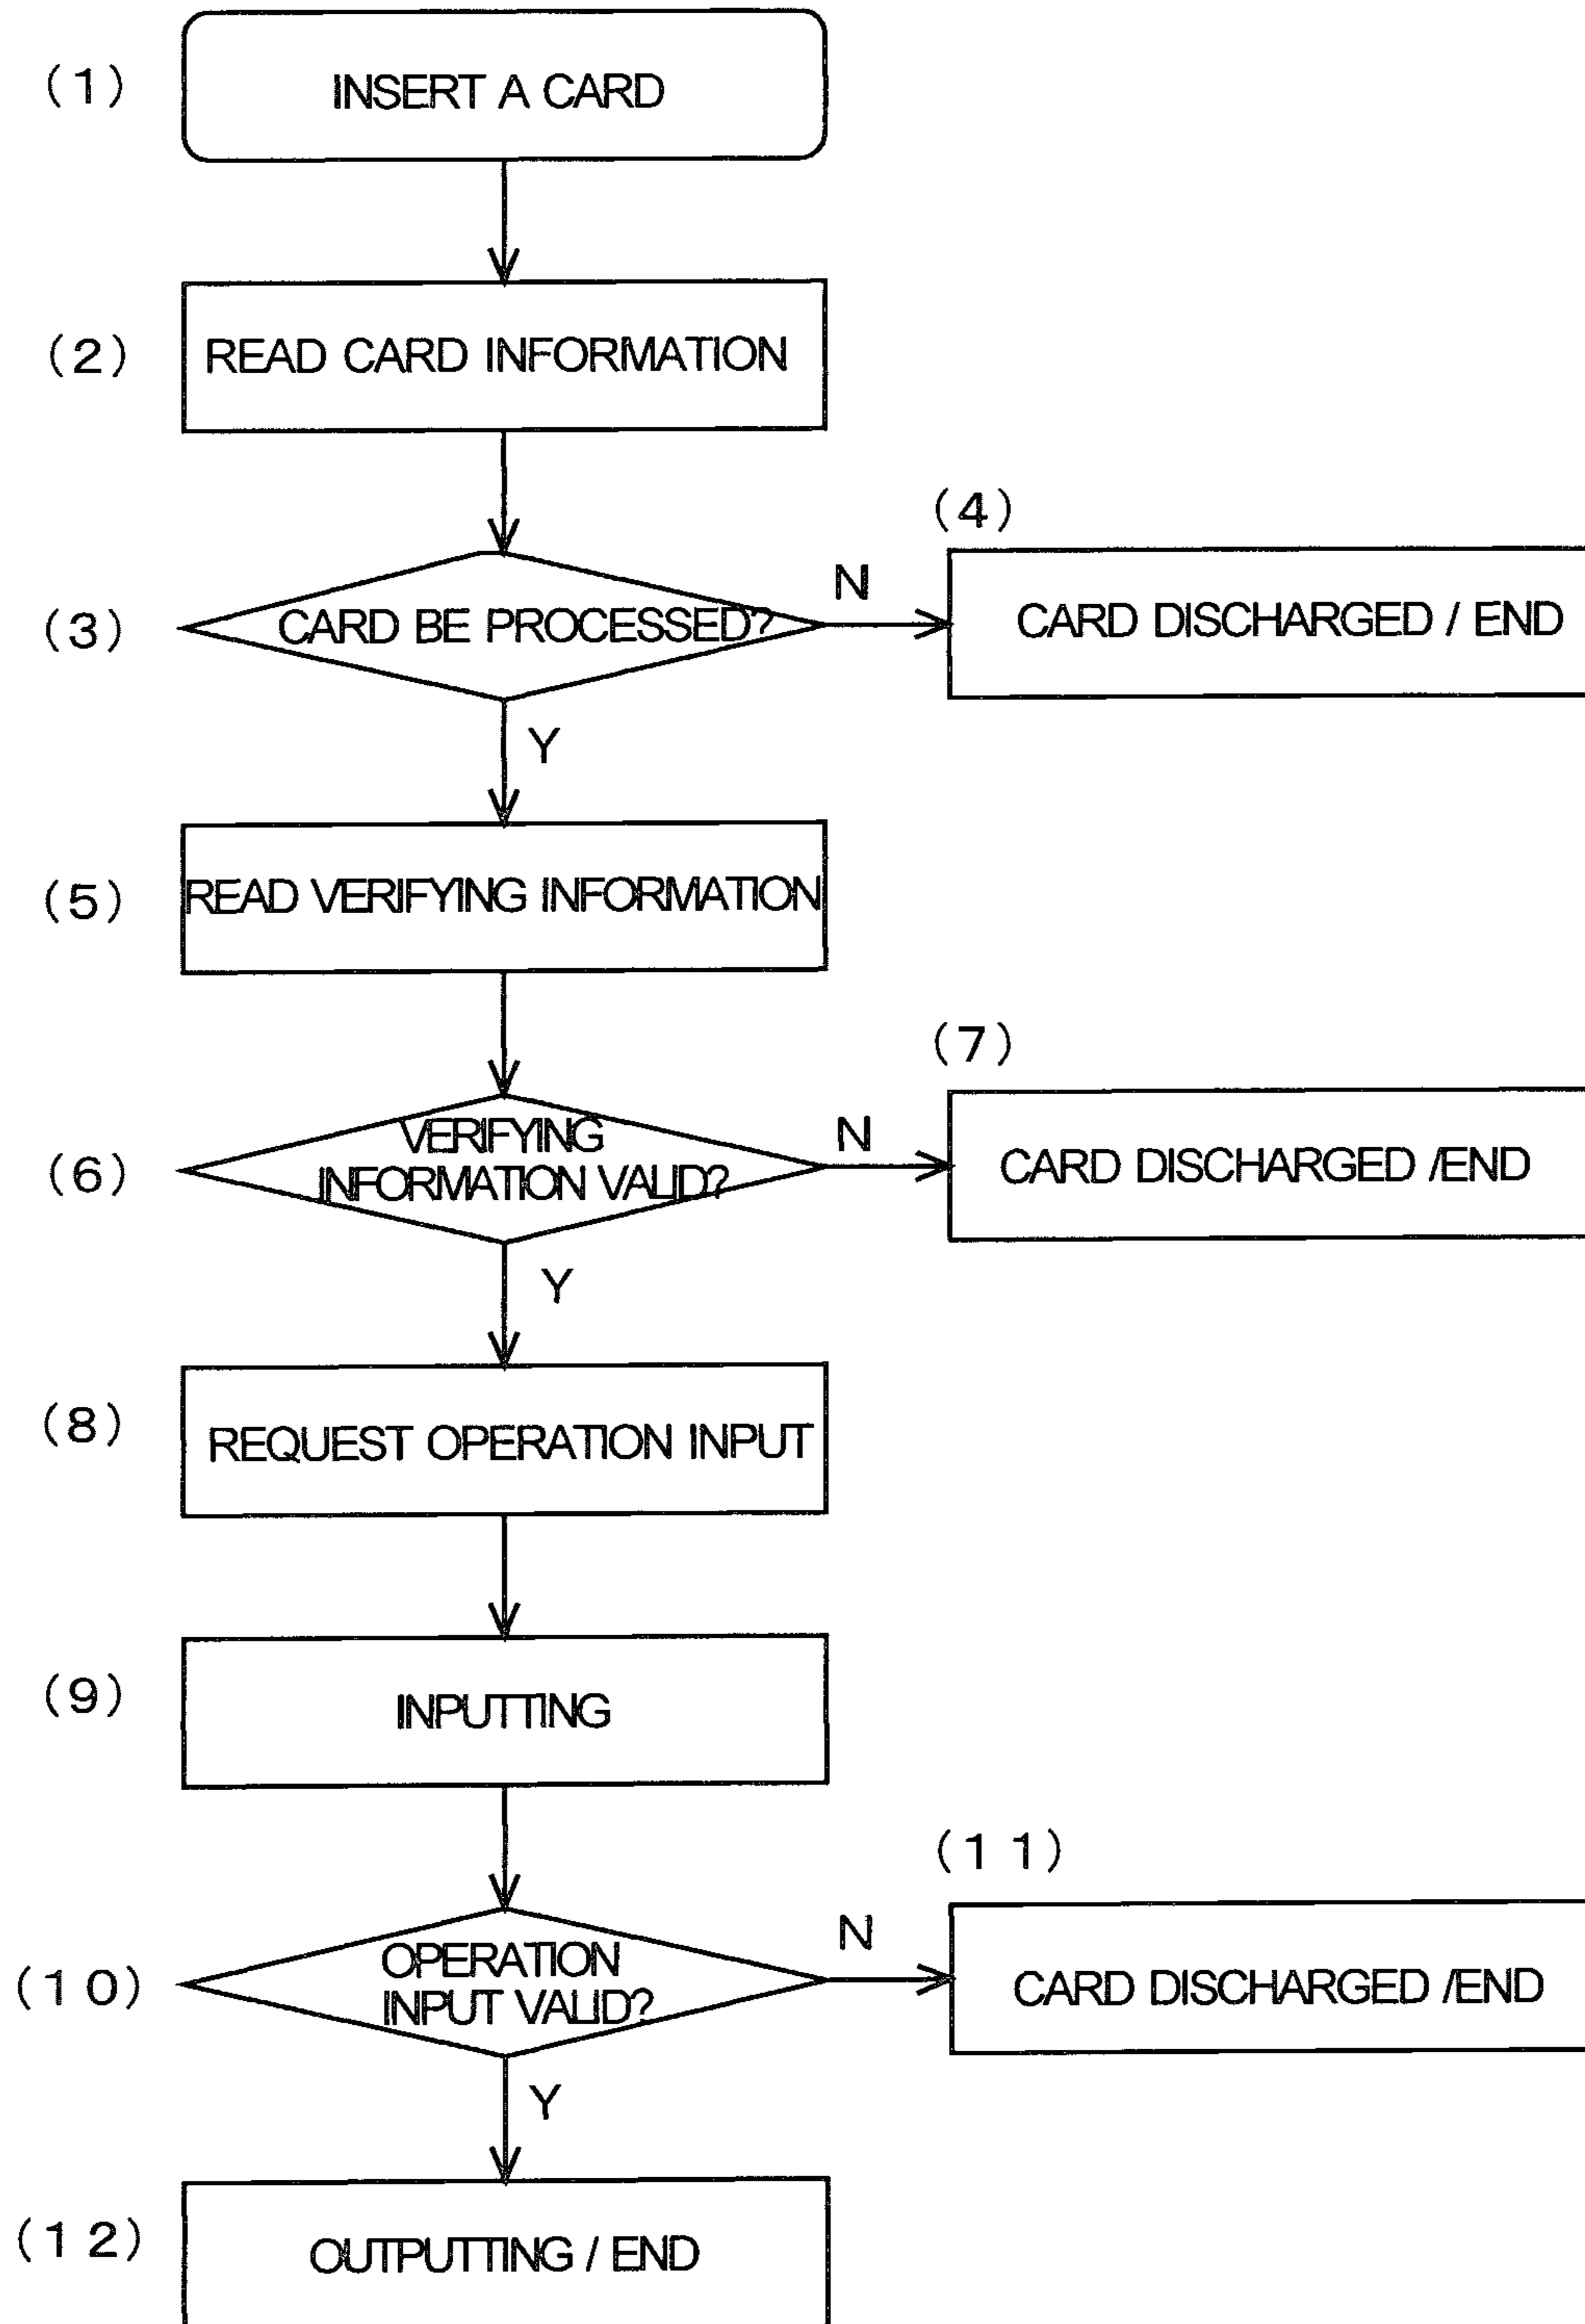 (1)
INSERT A CARD
(2)
READ CARD INFORMATION
(3)
CARD BE PROCESSED?
N
(4)
CARD DISCHARGED / END
Y
(5)
READ VERIFYING INFORMATION
(6)
VERIFYING
INFORMATION VALID?
N
(7)
CARD DISCHARGED /END
Y
(8)
REQUEST OPERATION INPUT
(9)
INPUTTING
(10)
OPERATION
INPUT VALID?
N
(11)
CARD DISCHARGED /END
Y
(12)
OUTPUTTING / END